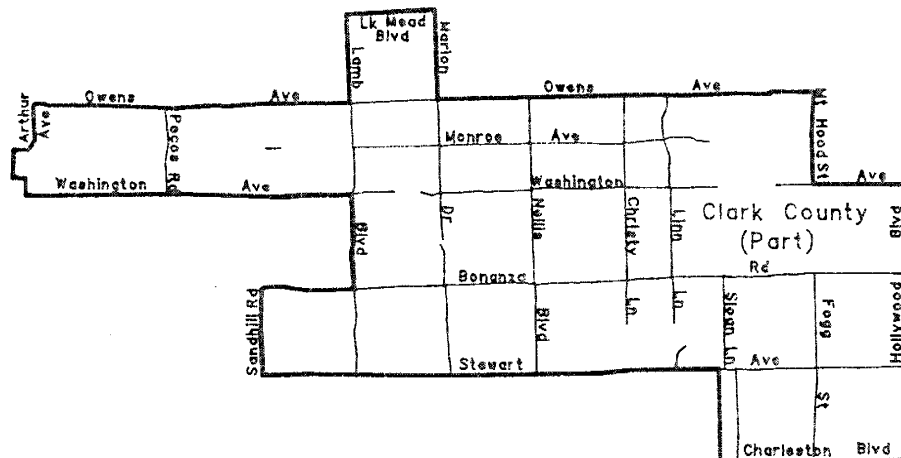 Lk Mead
Blvd
Lamb
Marion
Arthur
Ave
Owens
Ave
Owens
Ave
Pecos Rd
Monroe
Ave
Mt Hood St
Washington
Ave
Washington
Ave
Blvd
Dr
Nellis
Christy
Linn
Clark County
(Part)
Blvd
Rd
Bonanza
Sandhill Rd
Blvd
Ln
Ln
Sloan Ln
Fogg
Hollywood
Stewart
Ave
St
Charleston
Blvd